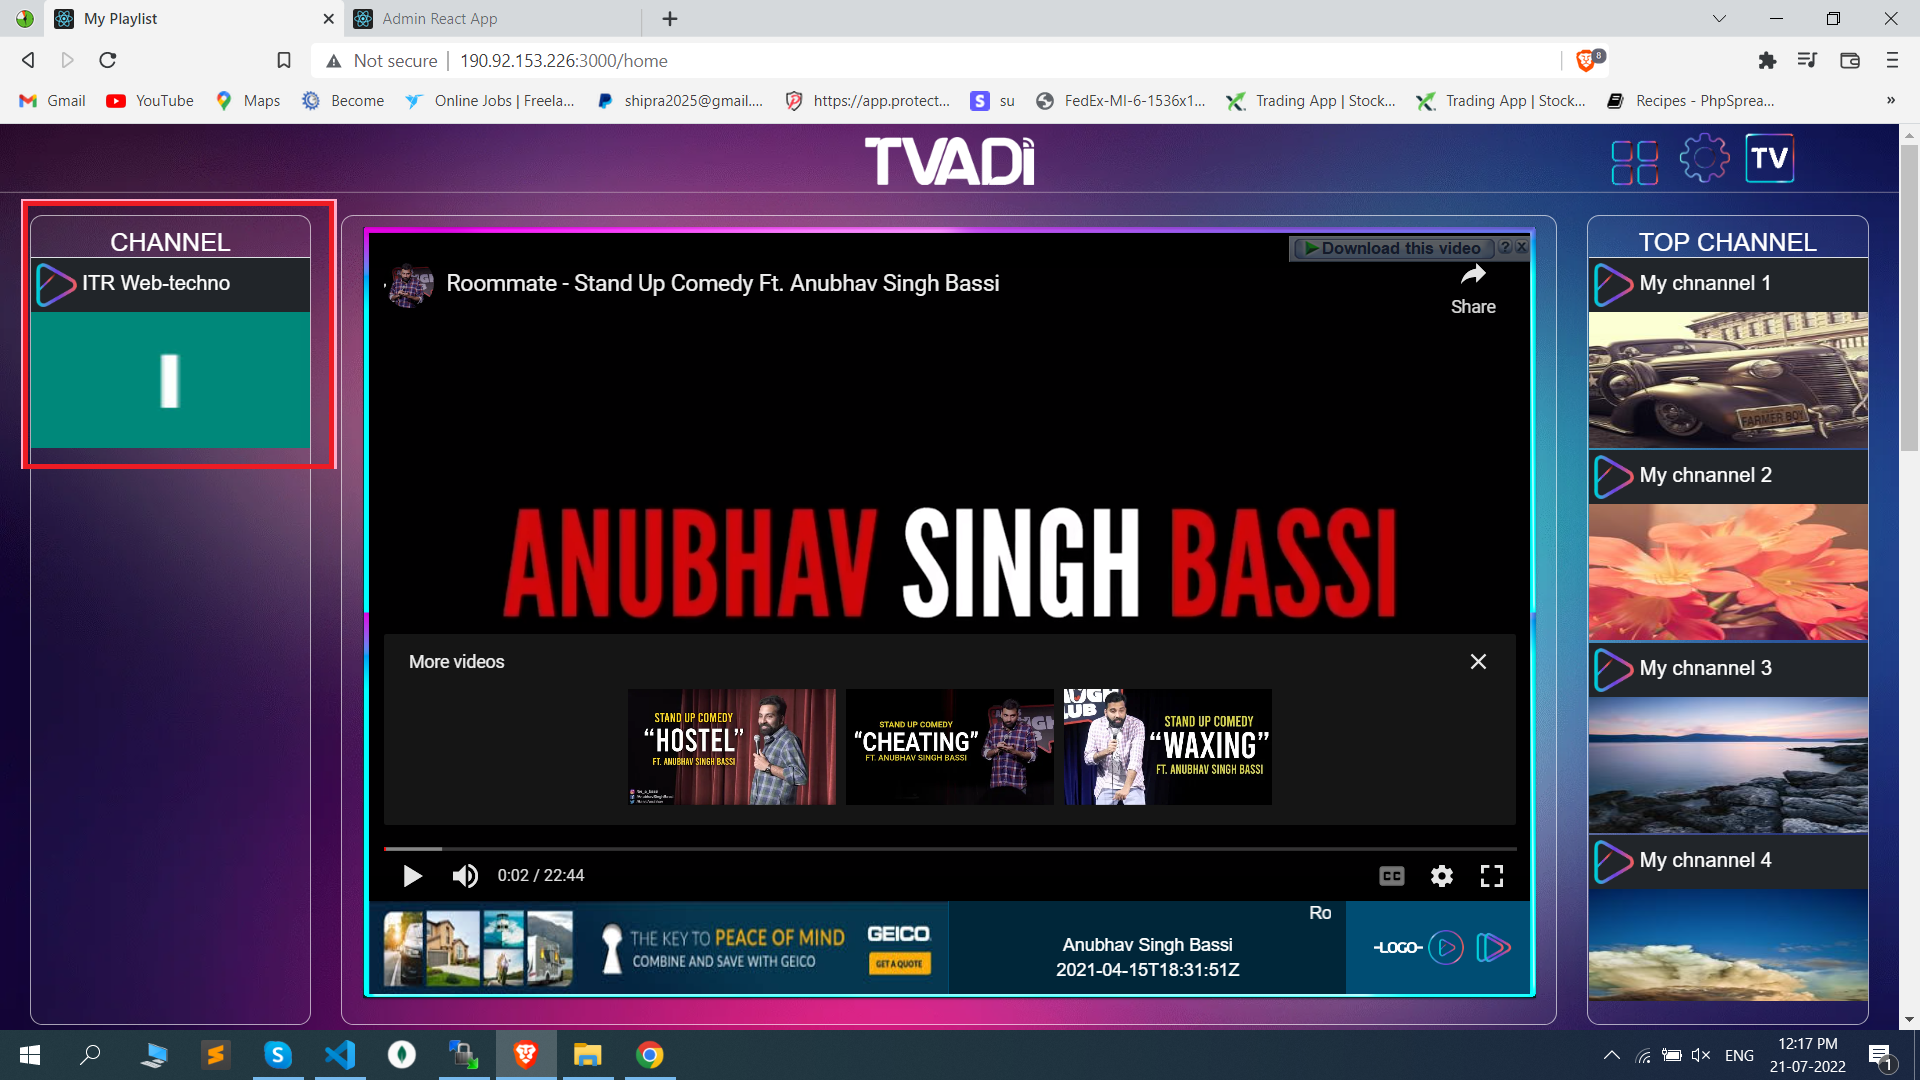 My Playlist
Admin React App
Not secure
190.92.153.226:3000/home
8
Gmail
YouTube
Maps
Become
Online Jobs | Freela...
shipra2025@gmail....
https://app.protect...
S
su
FedEx-MI-6-1536x1...
Trading App | Stock...
Trading App | Stock...
Recipes - PhpSprea...
»
TVADi
TV
CHANNEL
ITR Web-techno
I
Download this video
?
Roommate - Stand Up Comedy Ft. Anubhav Singh Bassi
Share
ANUBHAV SINGH BASSI
More videos
STAND UP COMEDY
“HOSTEL”
FT. ANUBHAV SINGH BASSI
STAND UP COMEDY
“CHEATING”
FT. ANUBHAV SINGH BASSI
STAND UP COMEDY
“WAXING”
FT. ANUBHAV SINGH BASSI
0:02 / 22:44
CC
THE KEY TO PEACE OF MIND
COMBINE AND SAVE WITH GEICO
GEICO
GET A QUOTE
Ro
Anubhav Singh Bassi
2021-04-15T18:31:51Z
-LOGO-
TOP CHANNEL
My chnannel 1
FARMER BOY
My chnannel 2
My chnannel 3
My chnannel 4
ENG
12:17 PM
21-07-2022
1